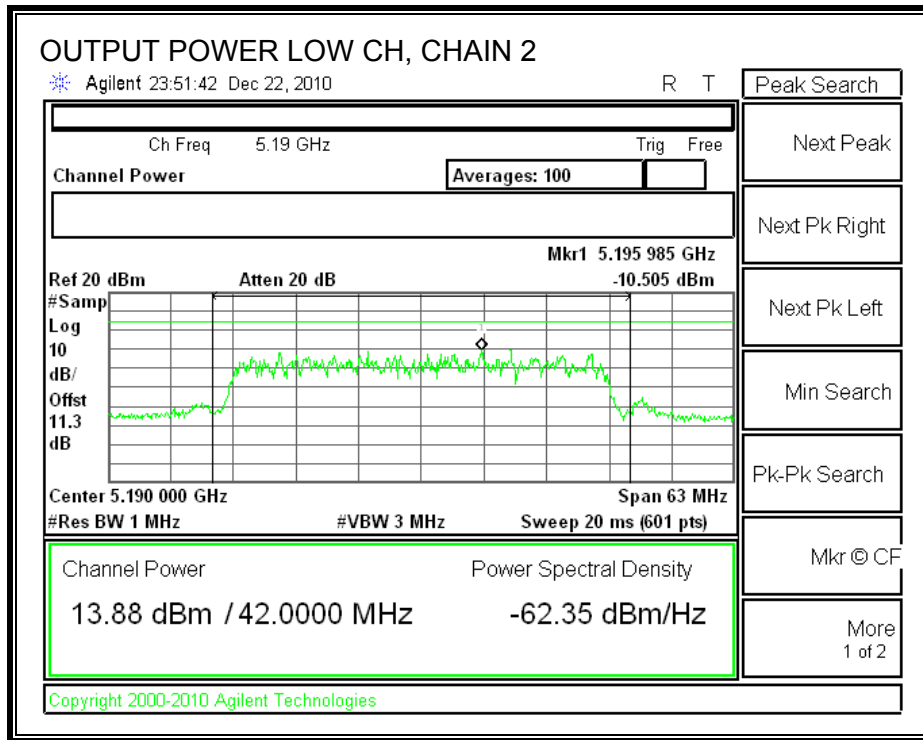 OUTPUT POWER LOW CH, CHAIN 2
Agilent 23:51:42 Dec 22, 2010 R T
Peak Search
Ch Freq 5.19 GHz Trig Free
Channel Power Averages: 100
Mkr1 5.195 985 GHz
Ref 20 dBm Atten 20 dB -10.505 dBm
#Samp
Log
10
dB/
Offst
11.3
dB
1
Center 5.190 000 GHz Span 63 MHz
#Res BW 1 MHz #VBW 3 MHz Sweep 20 ms (601 pts)
Channel Power Power Spectral Density
13.88 dBm / 42.0000 MHz -62.35 dBm/Hz
Copyright 2000-2010 Agilent Technologies
Next Peak
Next Pk Right
Next Pk Left
Min Search
Pk-Pk Search
Mkr © CF
More
1 of 2